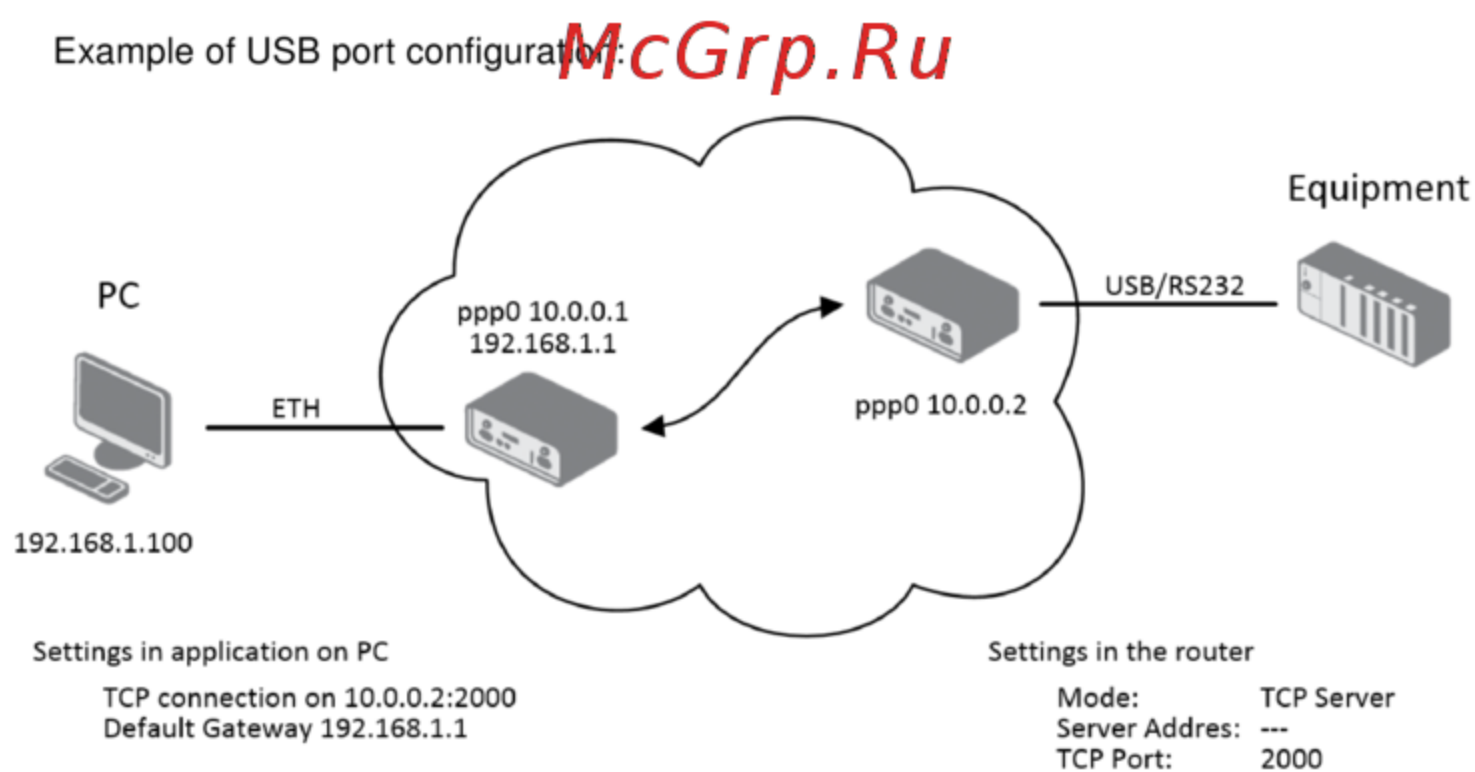 Example of USB port configuration:
McGrp.Ru
Equipment
PC
USB/RS232
ppp0 10.0.0.1
192.168.1.1
ETH
ppp0 10.0.0.2
192.168.1.100
Settings in application on PC
TCP connection on 10.0.0.2:2000
Default Gateway 192.168.1.1
Settings in the router
Mode: TCP Server
Server Addres: ---
TCP Port: 2000